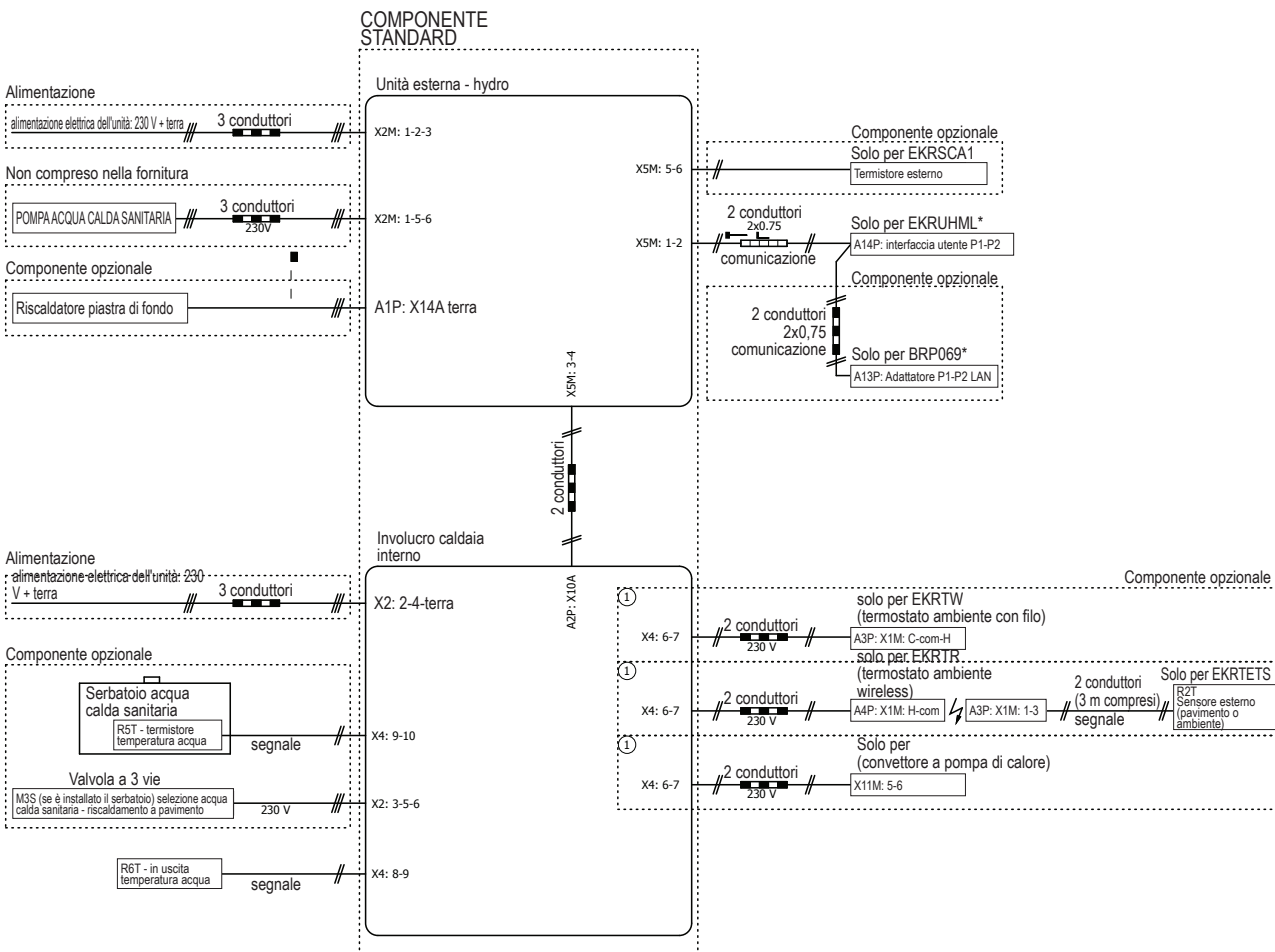 COMPONENTE
STANDARD
Unità esterna - hydro
Alimentazione
alimentazione elettrica dell'unità: 230 V + terra
3 conduttori
X2M: 1-2-3
Non compreso nella fornitura
POMPA ACQUA CALDA SANITARIA
3 conduttori
230V
X2M: 1-5-6
Componente opzionale
Riscaldatore piastra di fondo
A1P: X14A terra
Componente opzionale
Solo per EKRSCA1
X5M: 5-6
Termistore esterno
2 conduttori
2x0.75
comunicazione
X5M: 1-2
Solo per EKRUHML*
A14P: interfaccia utente P1-P2
Componente opzionale
2 conduttori
2x0,75
comunicazione
Solo per BRP069*
A13P: Adattatore P1-P2 LAN
X5M: 3-4
2 conduttori
Involucro caldaia
interno
A2P: X10A
Alimentazione
alimentazione elettrica dell'unità: 230
V + terra
3 conduttori
X2: 2-4-terra
Componente opzionale
Serbatoio acqua
calda sanitaria
R5T - termistore
temperatura acqua
segnale
X4: 9-10
Valvola a 3 vie
M3S (se è installato il serbatoio) selezione acqua
calda sanitaria - riscaldamento a pavimento
230 V
X2: 3-5-6
R6T - in uscita
temperatura acqua
segnale
X4: 8-9
Componente opzionale
1
solo per EKRTW
(termostato ambiente con filo)
X4: 6-7
2 conduttori
230 V
A3P: X1M: C-com-H
1
solo per EKRTR
(termostato ambiente
wireless)
X4: 6-7
2 conduttori
230 V
A4P: X1M: H-com
A3P: X1M: 1-3
2 conduttori
(3 m compresi)
segnale
Solo per EKRTETS
R2T
Sensore esterno
(pavimento o
ambiente)
1
Solo per
(convettore a pompa di calore)
X4: 6-7
2 conduttori
230 V
X11M: 5-6